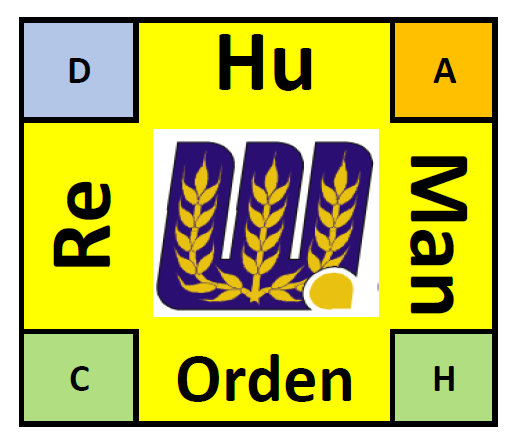 D Hu A
Re Ш Man
C Orden H